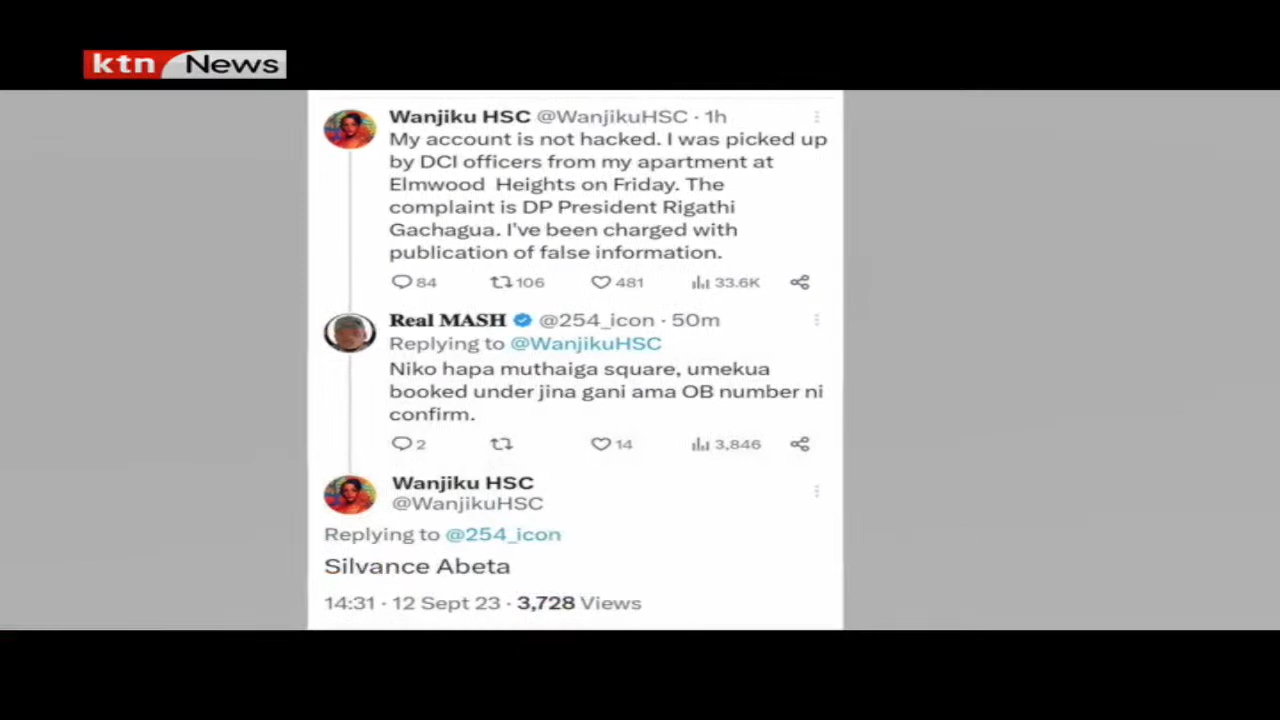 ktn News
Wanjiku HSC @WanjikuHSC · 1h
My account is not hacked. I was picked up
by DCI officers from my apartment at
Elmwood Heights on Friday. The
complaint is DP President Rigathi
Gachagua. I've been charged with
publication of false information.
84 106 481 33.6K
Real MASH @254_icon · 50m
Replying to @WanjikuHSC
Niko hapa muthaiga square, umekua
booked under jina gani ama OB number ni
confirm.
2 14 3,846
Wanjiku HSC
@WanjikuHSC
Replying to @254_icon
Silvance Abeta
14:31 · 12 Sept 23 · 3,728 Views